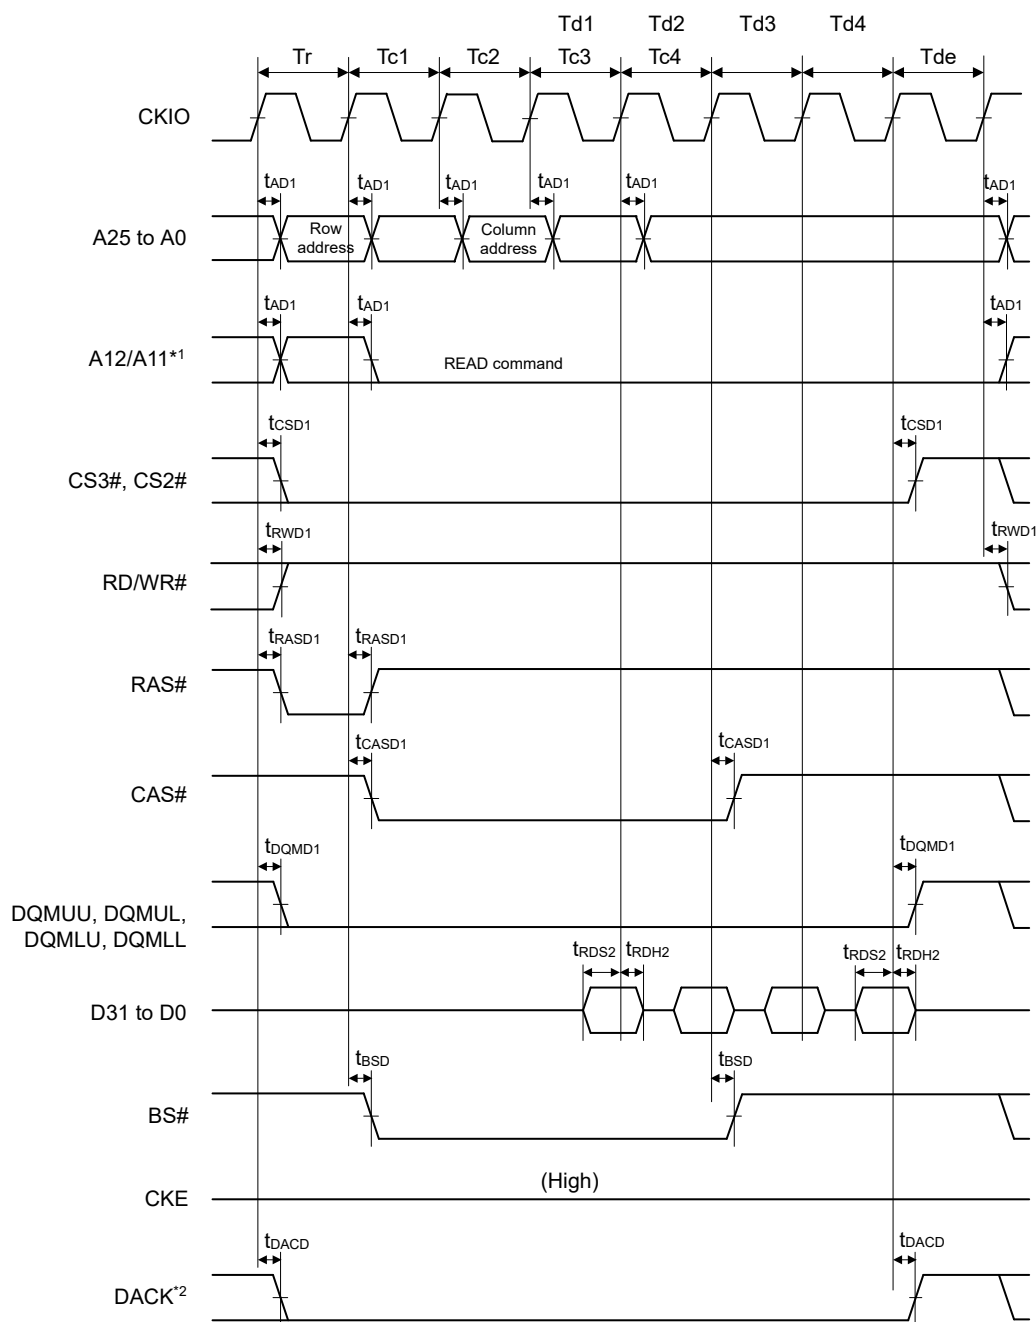 Td1 Td2 Td3 Td4
Tr Tc1 Tc2 Tc3 Tc4 Tde
CKIO
tAD1 tAD1 tAD1 tAD1 tAD1 tAD1
A25 to A0
Row address
Column address
tAD1 tAD1 tAD1
A12/A11*1
READ command
tCSD1 tCSD1
CS3#, CS2#
tRWD1 tRWD1
RD/WR#
tRASD1 tRASD1
RAS#
tCASD1 tCASD1
CAS#
tDQMD1 tDQMD1
DQMUU, DQMUL,
DQMLU, DQMLL
tRDS2 tRDH2 tRDS2 tRDH2
D31 to D0
tBSD tBSD
BS#
(High)
CKE
tDACD tDACD
DACK*2